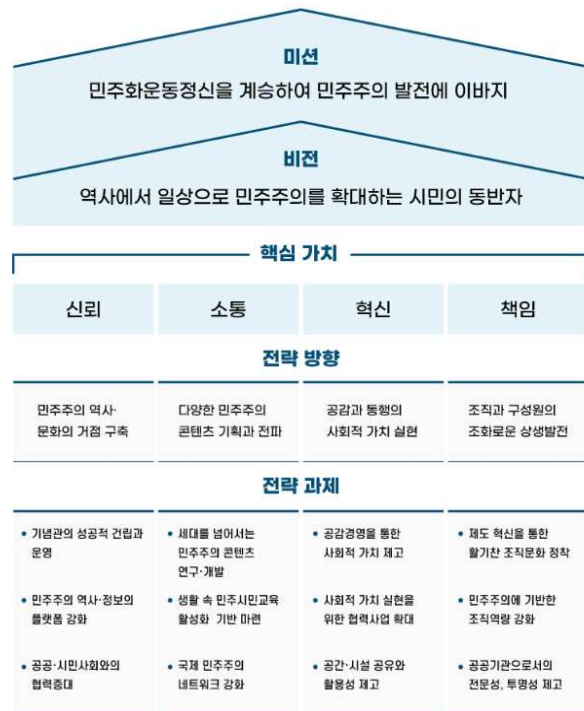 미션
민주화운동정신을 계승하여 민주주의 발전에 이바지
비전
역사에서 일상으로 민주주의를 확대하는 시민의 동반자
핵심 가치
신뢰
소통
혁신
책임
전략 방향
민주주의 역사·
문화의 거점 구축
다양한 민주주의
콘텐츠 기획과 전파
공감과 동행의
사회적 가치 실현
조직과 구성원의
조화로운 상생발전
전략 과제
• 기념관의 성공적 건립과
운영
• 민주주의 역사·정보의
플랫폼 강화
• 공공·시민사회와의
협력증대
• 세대를 넘어서는
민주주의 콘텐츠
연구·개발
• 생활 속 민주시민교육
활성화 기반 마련
• 국제 민주주의
네트워크 강화
• 공감경영을 통한
사회적 가치 제고
• 사회적 가치 실현을
위한 협력사업 확대
• 공간·시설 공유와
활용성 제고
• 제도 혁신을 통한
활기찬 조직문화 정착
• 민주주의에 기반한
조직역량 강화
• 공공기관으로서의
전문성, 투명성 제고